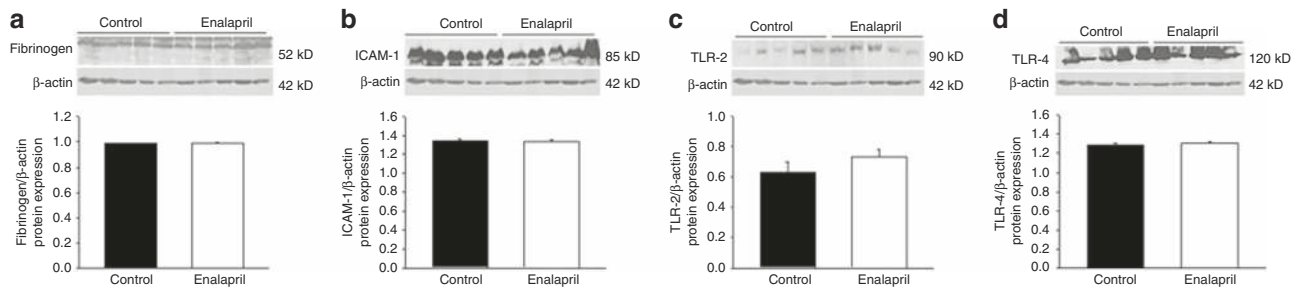 a
Control Enalapril
Fibrinogen 52 kD
β-actin 42 kD
Fibrinogen/β-actin
protein expression
1.2
1.0
0.8
0.6
0.4
0.2
0.0
Control Enalapril
b
Control Enalapril
ICAM-1 85 kD
β-actin 42 kD
ICAM-1/β-actin
protein expression
1.6
1.4
1.2
1.0
0.8
0.6
0.4
0.2
0.0
Control Enalapril
c
Control Enalapril
TLR-2 90 kD
β-actin 42 kD
TLR-2/β-actin
protein expression
1.0
0.8
0.6
0.4
0.2
0.0
Control Enalapril
d
Control Enalapril
TLR-4 120 kD
β-actin 42 kD
TLR-4/β-actin
protein expression
1.6
1.4
1.2
1.0
0.8
0.6
0.4
0.2
0.0
Control Enalapril